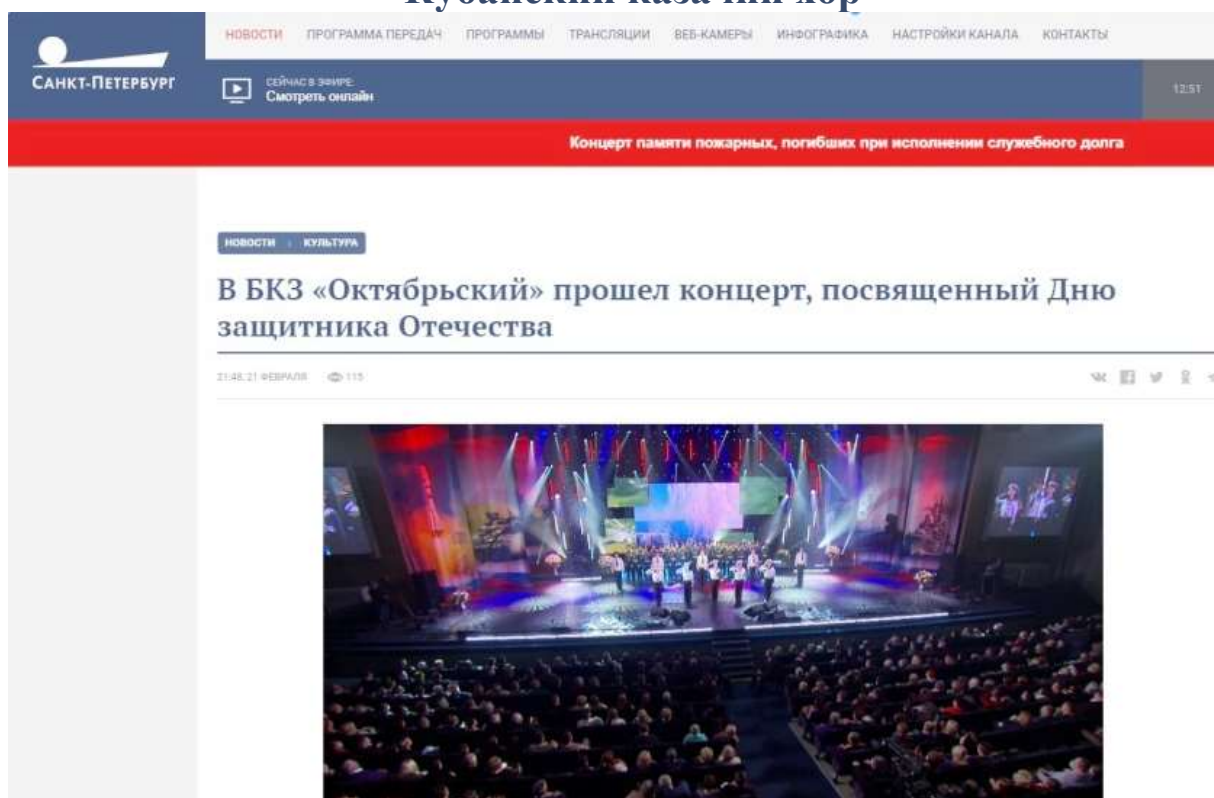 Кубанский казачий хор
НОВОСТИ ПРОГРАММА ПЕРЕДАЧ ПРОГРАММЫ ТРАНСЛЯЦИИ ВЕБ-КАМЕРЫ ИНФОГРАФИКА НАСТРОЙКИ КАНАЛА КОНТАКТЫ
САНКТ-ПЕТЕРБУРГ
СЕЙЧАС В ЭФИРЕ:
Смотреть онлайн
12:51
Концерт памяти пожарных, погибших при исполнении служебного долга
НОВОСТИ КУЛЬТУРА
В БКЗ «Октябрьский» прошел концерт, посвященный Дню
защитника Отечества
21:48, 21 ФЕВРАЛЯ 115